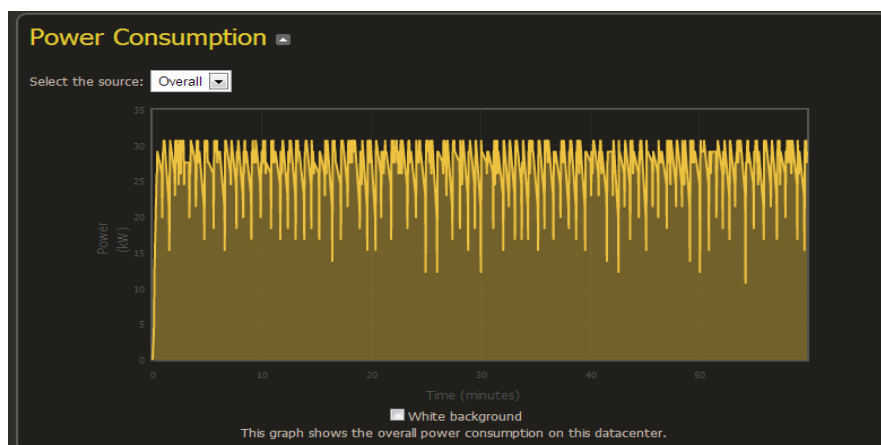 Power Consumption
Select the source: Overall
35
30
25
20
15
10
5
0
Power
(kW)
0 10 20 30 40 50
Time (minutes)
White background
This graph shows the overall power consumption on this datacenter.